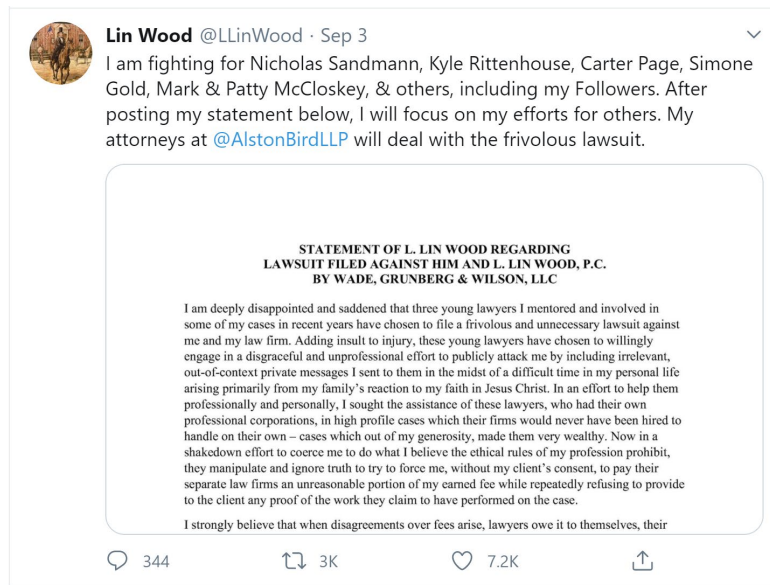 Lin Wood @LLinWood · Sep 3
I am fighting for Nicholas Sandmann, Kyle Rittenhouse, Carter Page, Simone
Gold, Mark & Patty McCloskey, & others, including my Followers. After
posting my statement below, I will focus on my efforts for others. My
attorneys at @AlstonBirdLLP will deal with the frivolous lawsuit.
STATEMENT OF L. LIN WOOD REGARDING
LAWSUIT FILED AGAINST HIM AND L. LIN WOOD, P.C.
BY WADE, GRUNBERG & WILSON, LLC
I am deeply disappointed and saddened that three young lawyers I mentored and involved in
some of my cases in recent years have chosen to file a frivolous and unnecessary lawsuit against
me and my law firm. Adding insult to injury, these young lawyers have chosen to willingly
engage in a disgraceful and unprofessional effort to publicly attack me by including irrelevant,
out-of-context private messages I sent to them in the midst of a difficult time in my personal life
arising primarily from my family's reaction to my faith in Jesus Christ. In an effort to help them
professionally and personally, I sought the assistance of these lawyers, who had their own
professional corporations, in high profile cases which their firms would never have been hired to
handle on their own – cases which out of my generosity, made them very wealthy. Now in a
shakedown effort to coerce me to do what I believe the ethical rules of my profession prohibit,
they manipulate and ignore truth to try to force me, without my client's consent, to pay their
separate law firms an unreasonable portion of my earned fee while repeatedly refusing to provide
to the client any proof of the work they claim to have performed on the case.
I strongly believe that when disagreements over fees arise, lawyers owe it to themselves, their
344 3K 7.2K